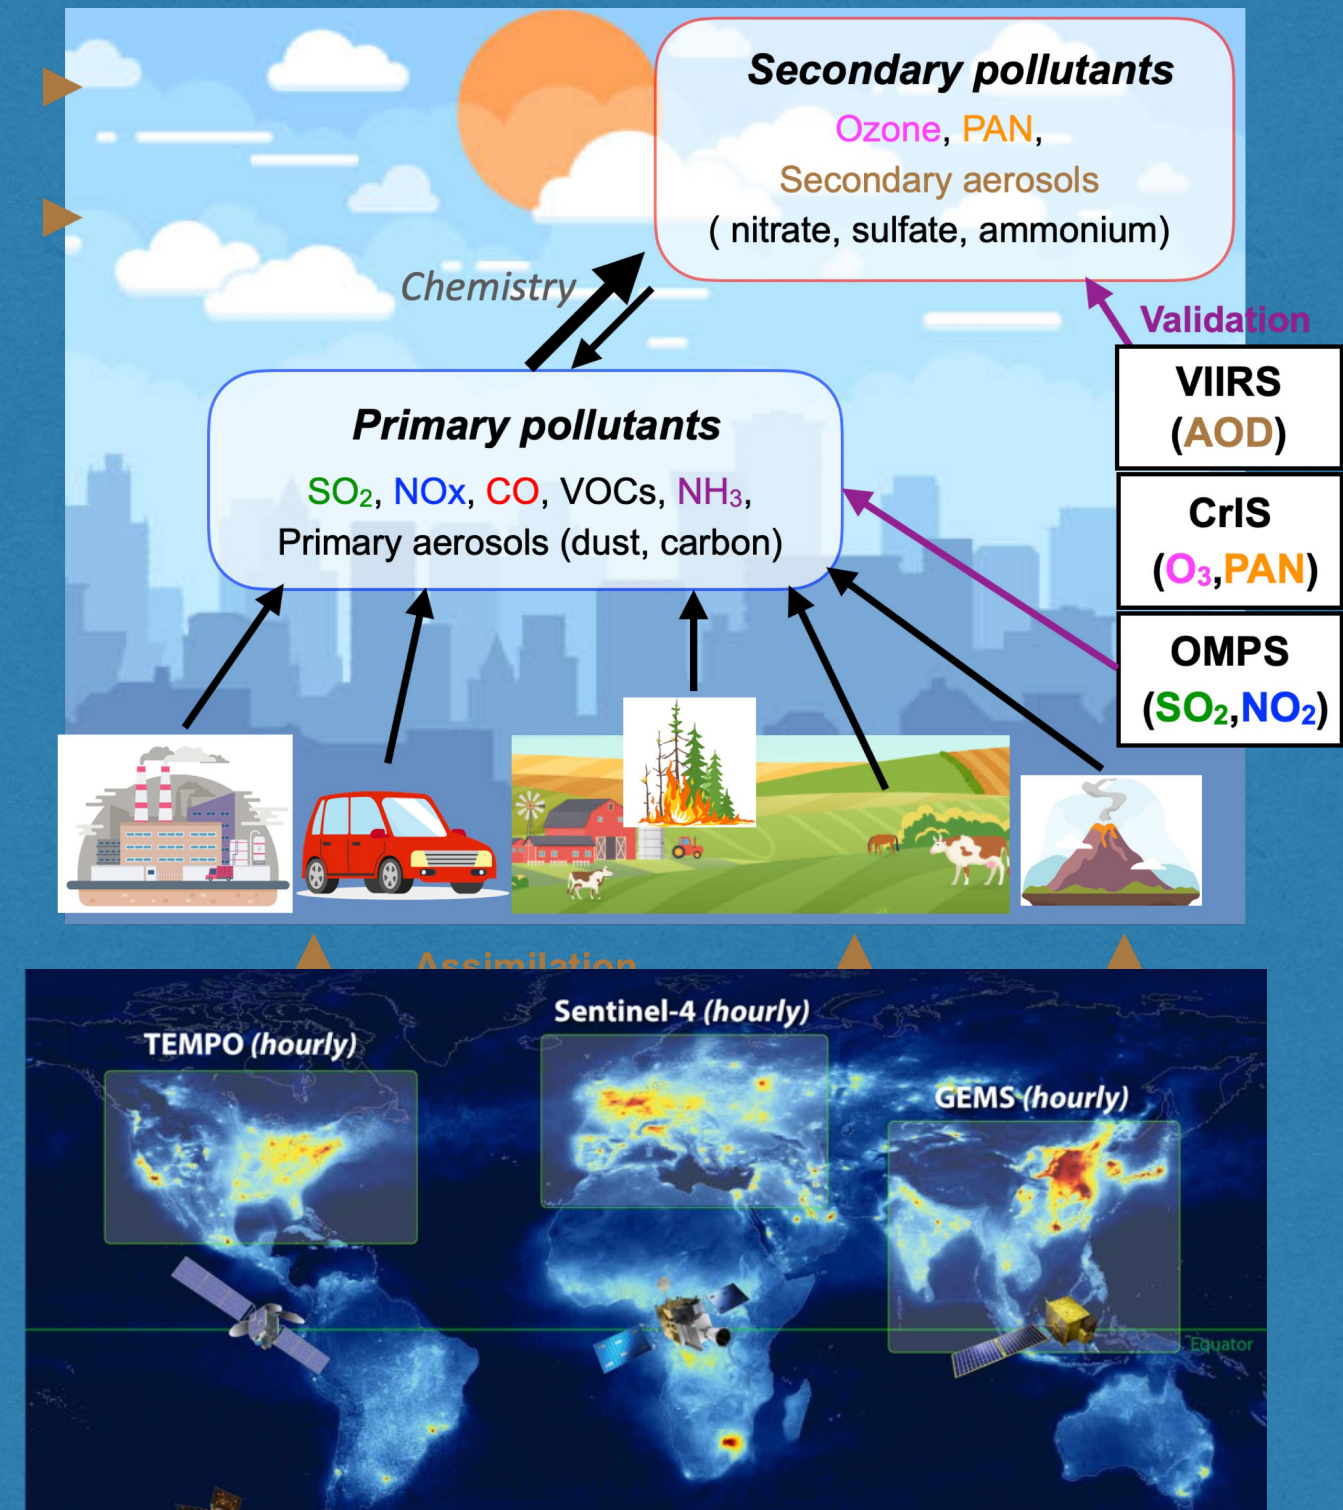 Secondary pollutants
Ozone, PAN,
Secondary aerosols
( nitrate, sulfate, ammonium)
Chemistry
Validation
VIIRS
(AOD)
Primary pollutants
SO₂, NOx, CO, VOCs, NH₃,
Primary aerosols (dust, carbon)
CrIS
(O₃,PAN)
OMPS
(SO₂,NO₂)
Assimilation
Sentinel-4 (hourly)
TEMPO (hourly)
GEMS (hourly)
Equator